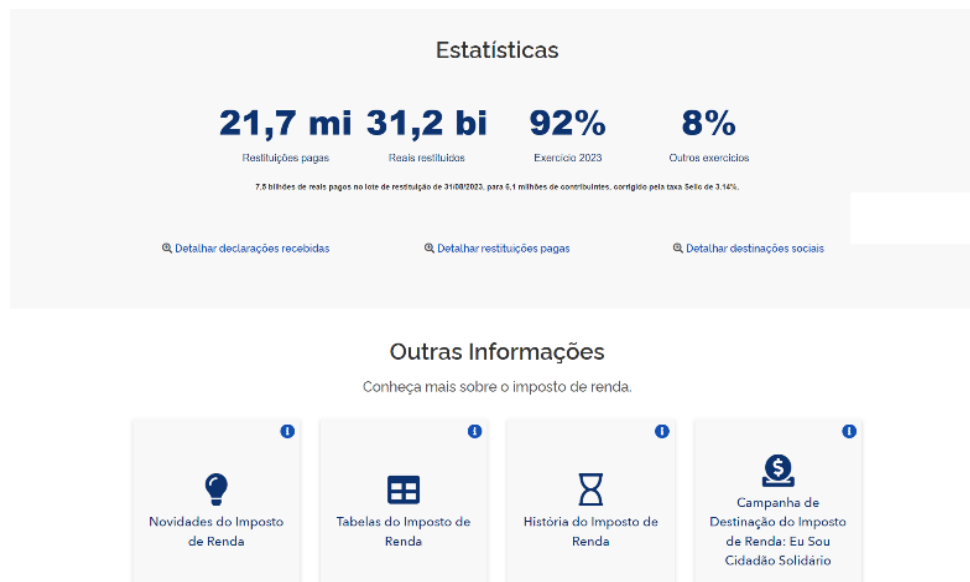 Estatísticas
21,7 mi 31,2 bi 92% 8%
Restituições pagas Reais restituídos Exercício 2023 Outros exercícios
7,5 bilhões de reais pagos no lote de restituição de 31/08/2023, para 6,1 milhões de contribuintes, corrigido pela taxa Selic de 3.14%.
Detalhar declarações recebidas Detalhar restituições pagas Detalhar destinações sociais
Outras Informações
Conheça mais sobre o imposto de renda.
Novidades do Imposto
de Renda
Tabelas do Imposto de
Renda
História do Imposto de
Renda
Campanha de
Destinação do Imposto
de Renda: Eu Sou
Cidadão Solidário